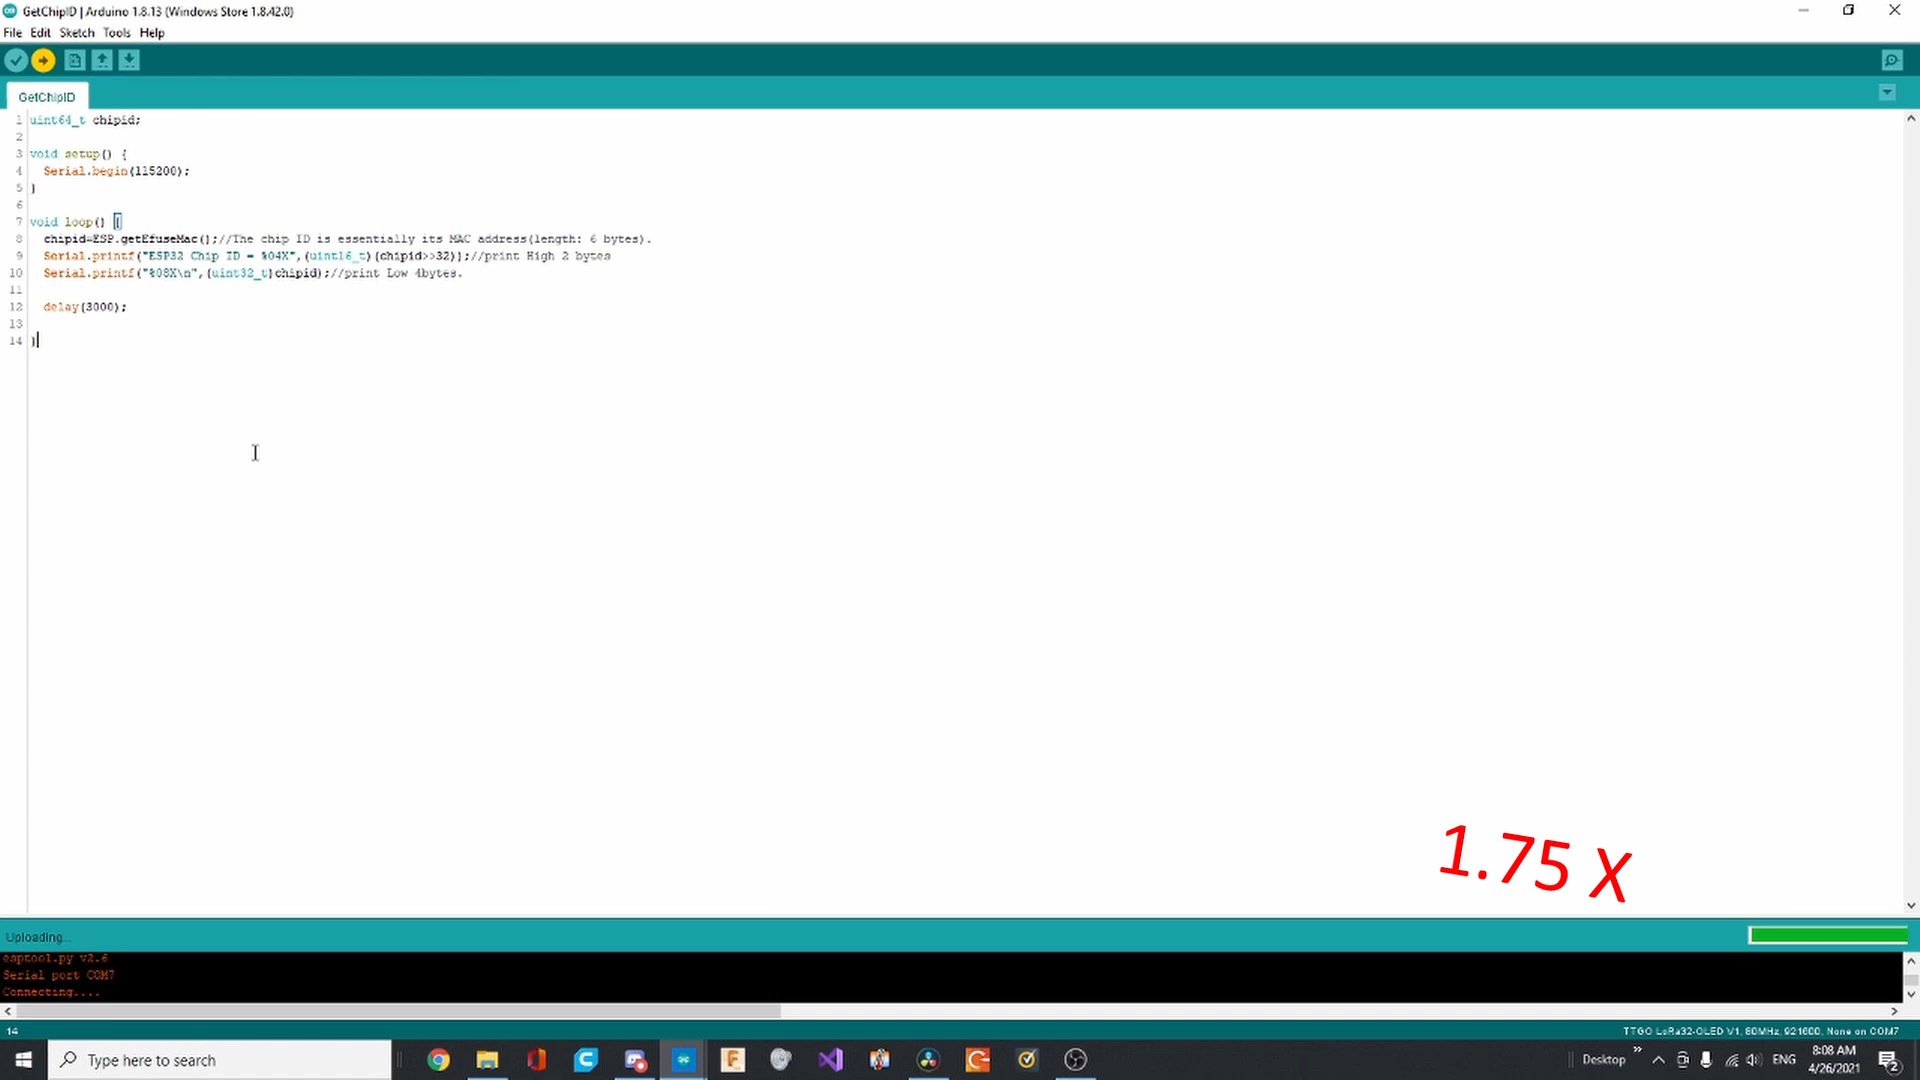 GetChipID | Arduino 1.8.13 (Windows Store 1.8.42.0)
File Edit Sketch Tools Help
GetChipID
1 uint64_t chipid;
2
3 void setup() {
4 Serial.begin(115200);
5 }
6
7 void loop() {
8 chipid=ESP.getEfuseMac();//The chip ID is essentially its MAC address(length: 6 bytes).
9 Serial.printf("ESP32 Chip ID = %04X",(uint16_t)(chipid>>32));//print High 2 bytes
10 Serial.printf("%08X\n",(uint32_t)chipid);//print Low 4bytes.
11
12 delay(3000);
13
14 }
1.75 X
Uploading...
esptool.py v2.6
Serial port COM7
Connecting....
14
TTGO LoRa32-OLED V1, 80MHz, 921600, None on COM7
Type here to search
Desktop
ENG
8:08 AM
4/26/2021
2